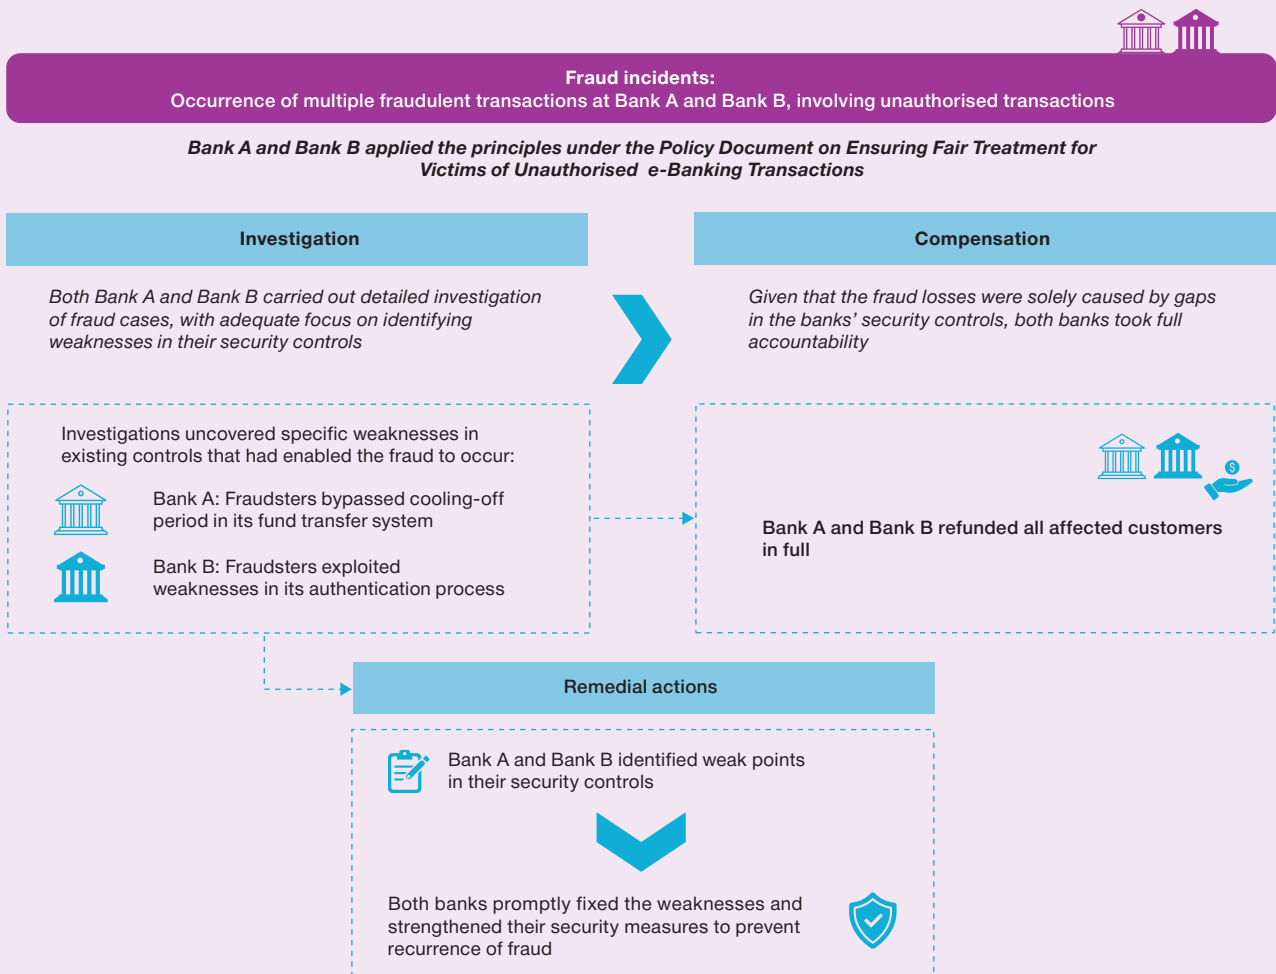 Fraud incidents:
Occurrence of multiple fraudulent transactions at Bank A and Bank B, involving unauthorised transactions
Bank A and Bank B applied the principles under the Policy Document on Ensuring Fair Treatment for
Victims of Unauthorised e-Banking Transactions
Investigation
Both Bank A and Bank B carried out detailed investigation
of fraud cases, with adequate focus on identifying
weaknesses in their security controls
Compensation
Given that the fraud losses were solely caused by gaps
in the banks' security controls, both banks took full
accountability
Investigations uncovered specific weaknesses in
existing controls that had enabled the fraud to occur:
Bank A: Fraudsters bypassed cooling-off
period in its fund transfer system
Bank B: Fraudsters exploited
weaknesses in its authentication process
$
Bank A and Bank B refunded all affected customers
in full
Remedial actions
Bank A and Bank B identified weak points
in their security controls
Both banks promptly fixed the weaknesses and
strengthened their security measures to prevent
recurrence of fraud